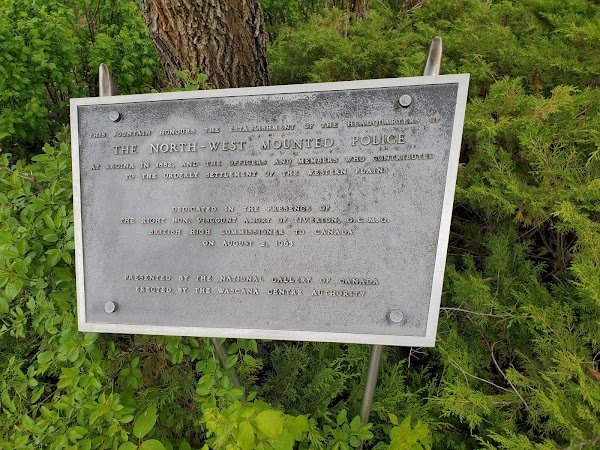 THIS FOUNTAIN HONOURS THE ESTABLISHMENT OF THE HEADQUARTERS OF
THE NORTH-WEST MOUNTED POLICE
AT REGINA IN 1882, AND THE OFFICERS AND MEMBERS WHO CONTRIBUTED
TO THE ORDERLY SETTLEMENT OF THE WESTERN PLAINS
DEDICATED IN THE PRESENCE OF
THE RIGHT HON. VISCOUNT AMORY OF TIVERTON, G.C.M.G.
BRITISH HIGH COMMISSIONER TO CANADA
ON AUGUST 2, 1963
PRESENTED BY THE NATIONAL GALLERY OF CANADA
ERECTED BY THE WASCANA CENTRE AUTHORITY